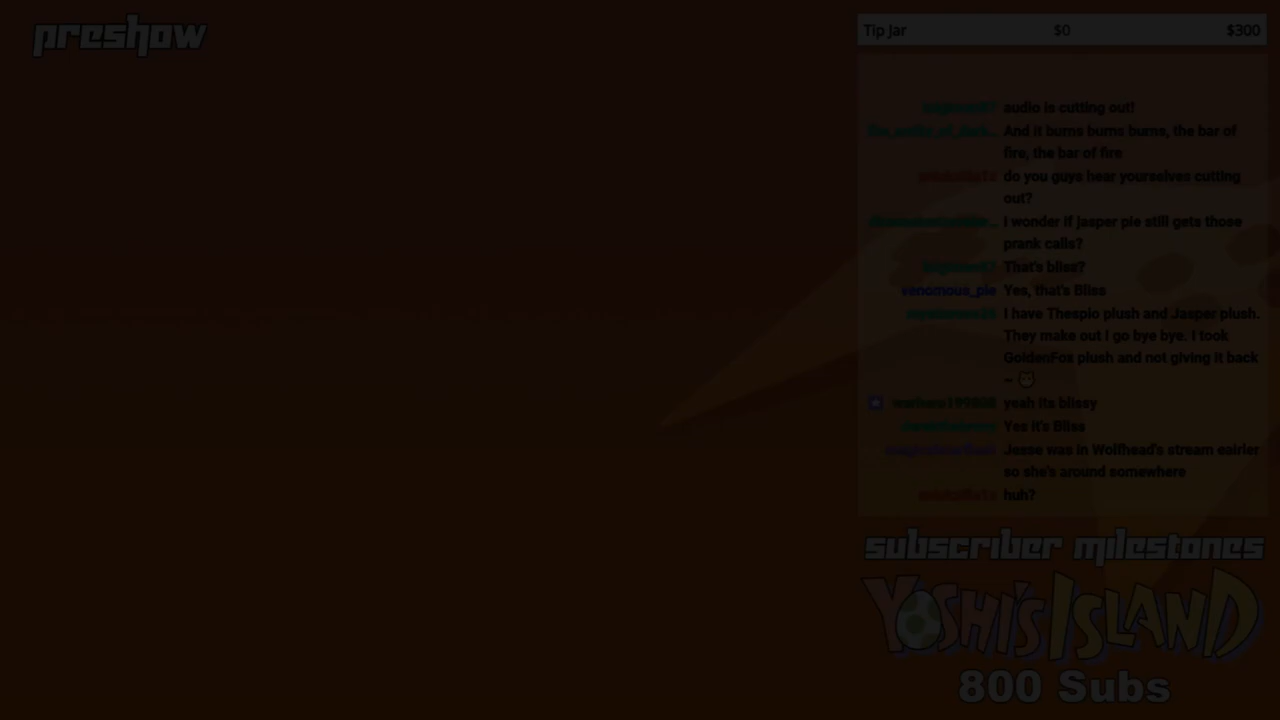 preshow
Tip Jar $0 $300
audio is cutting out!
And it burns burns burns, the bar of
fire, the bar of fire
do you guys hear yourselves cutting
out?
I wonder if jasper pie still gets those
prank calls?
That's bliss?
venomous_pie Yes, that's Bliss
I have Thespio plush and Jasper plush.
They make out I go bye bye. I took
GoldenFox plush and not giving it back
~
yeah its blissy
Yes it's Bliss
Jesse was in Wolfhead's stream eairler
so she's around somewhere
huh?
subscriber milestones
YOSHI'S ISLAND
800 Subs